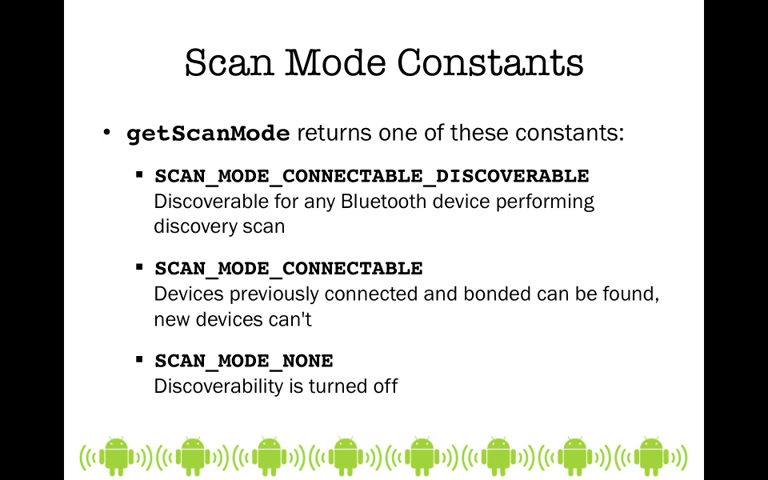 Scan Mode Constants
• getScanMode returns one of these constants:
▪ SCAN_MODE_CONNECTABLE_DISCOVERABLE
Discoverable for any Bluetooth device performing
discovery scan
▪ SCAN_MODE_CONNECTABLE
Devices previously connected and bonded can be found,
new devices can't
▪ SCAN_MODE_NONE
Discoverability is turned off